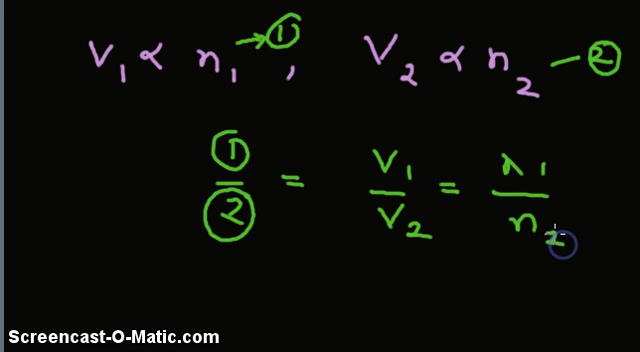 V₁ ∝ n₁ → ① , V₂ ∝ n₂ — ②
①/② = V₁/V₂ = n₁/n₂
Screencast-O-Matic.com